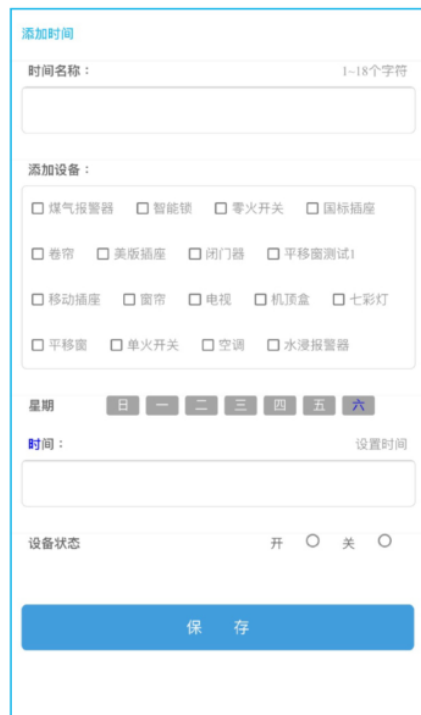 添加时间
时间名称： 1~18个字符
添加设备：
煤气报警器 智能锁 零火开关 国标插座
卷帘 美版插座 闭门器 平移窗测试1
移动插座 窗帘 电视 机顶盒 七彩灯
平移窗 单火开关 空调 水浸报警器
星期 日 一 二 三 四 五 六
时间： 设置时间
设备状态 开 关
保 存